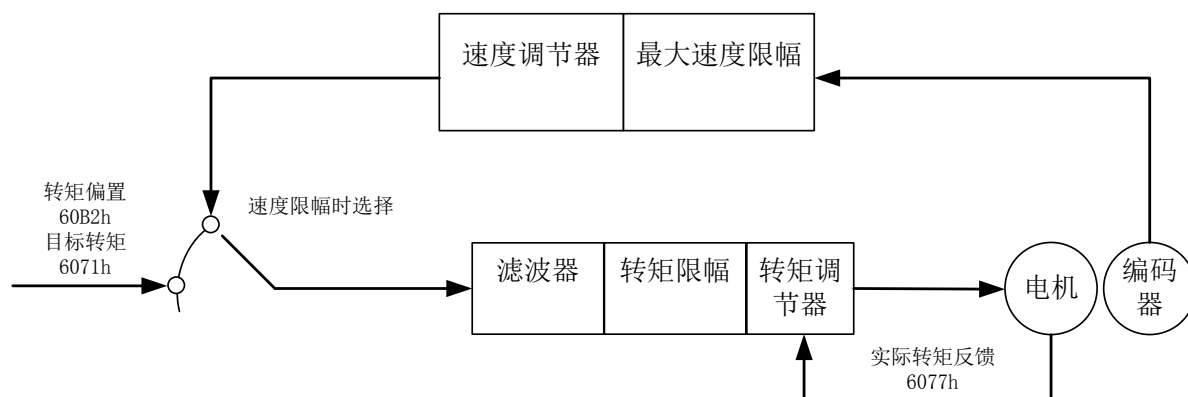 速度调节器
最大速度限幅
转矩偏置
60B2h
目标转矩
6071h
速度限幅时选择
滤波器
转矩限幅
转矩调
节器
电机
编码
器
实际转矩反馈
6077h